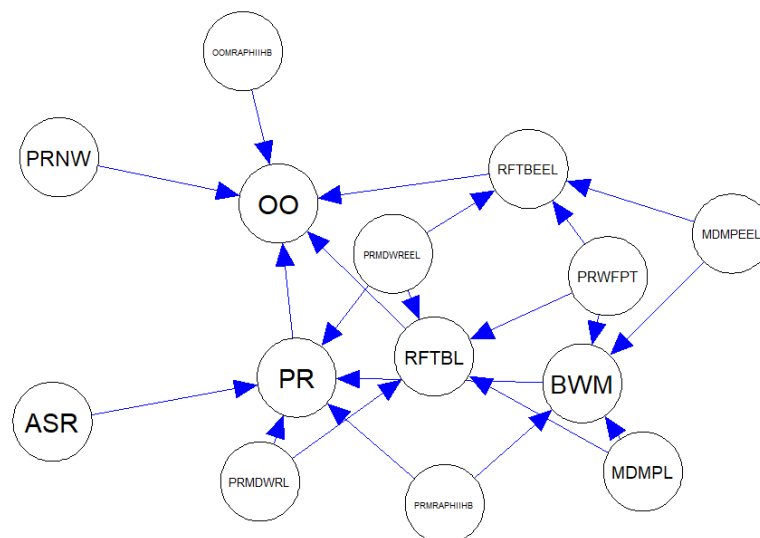 OOMRAPHIIHB
PRNW
RFTBEEL
OO
MDMPEEL
PRMDWREEL
PRWFPT
RFTBL
PR
BWM
ASR
MDMPL
PRMDWRL
PRMRAPHIIHB